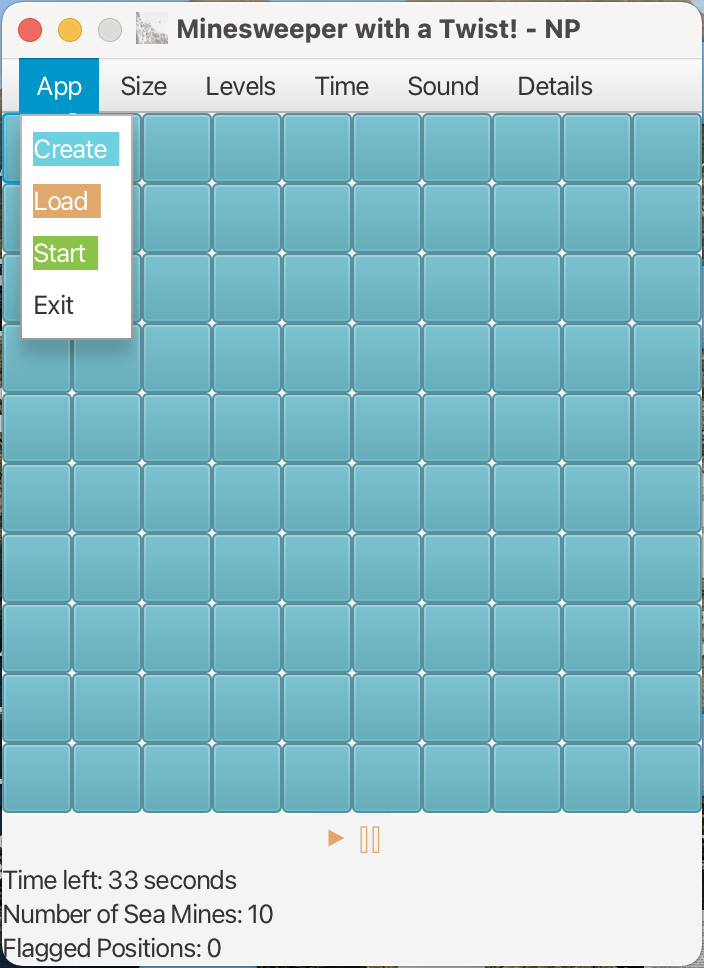 Minesweeper with a Twist! - NP
App Size Levels Time Sound Details
Create
Load
Start
Exit
Time left: 33 seconds
Number of Sea Mines: 10
Flagged Positions: 0